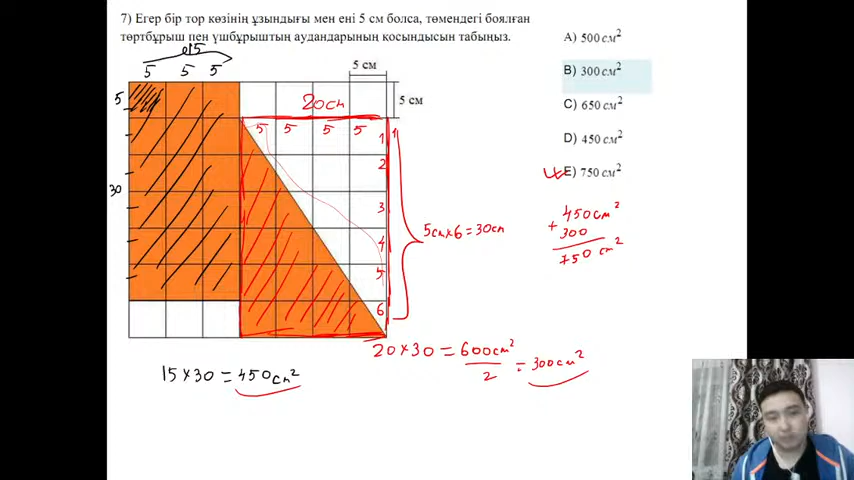 7) Егер бір тор көзінің ұзындығы мен ені 5 см болса, төмендегі боялған
төртбұрыш пен үшбұрыштың аудандарының қосындысын табыңыз.
A) 500 см²
B) 300 см²
C) 650 см²
D) 450 см²
E) 750 см²
15
5 5 5
5 см
5 см
5
30
20см
5 5 5 5
1
1
2
3
4
5
6
5см×6=30см
450см²
+ 300
750 см²
20×30=600см²/2=300см²
15×30=450см²